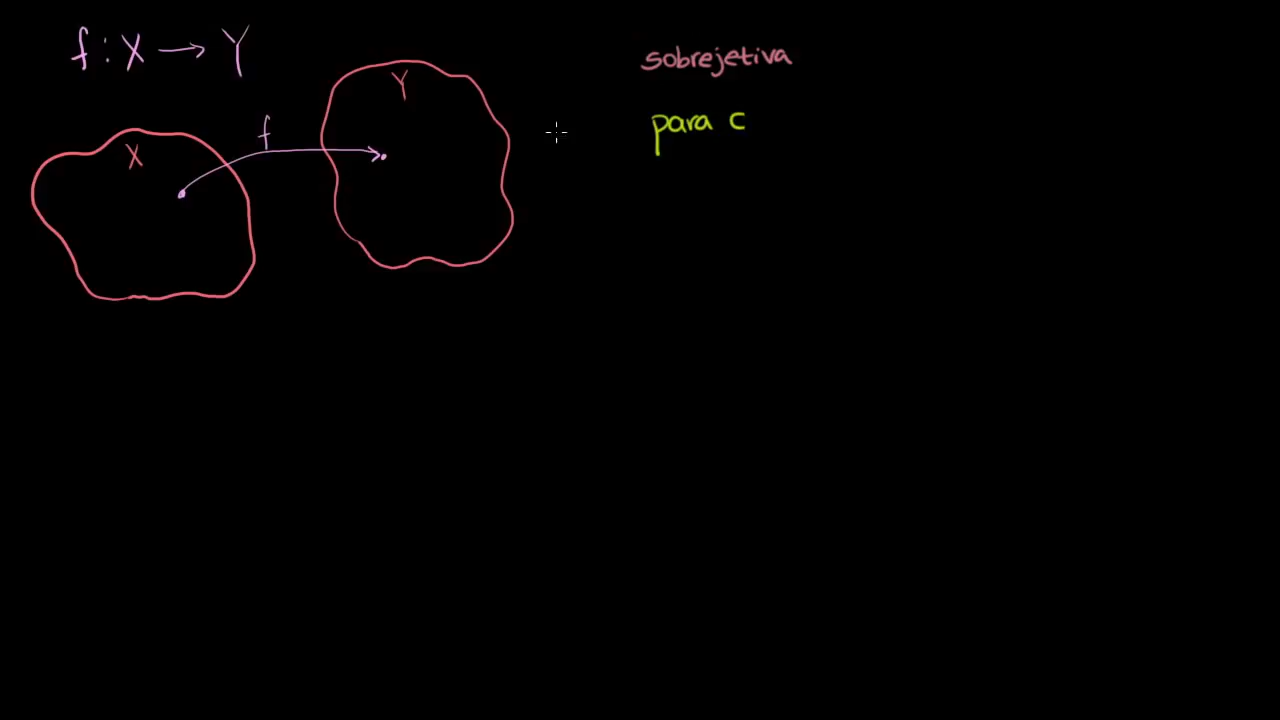 f : X → Y
sobrejetiva
para c
Y
f
X